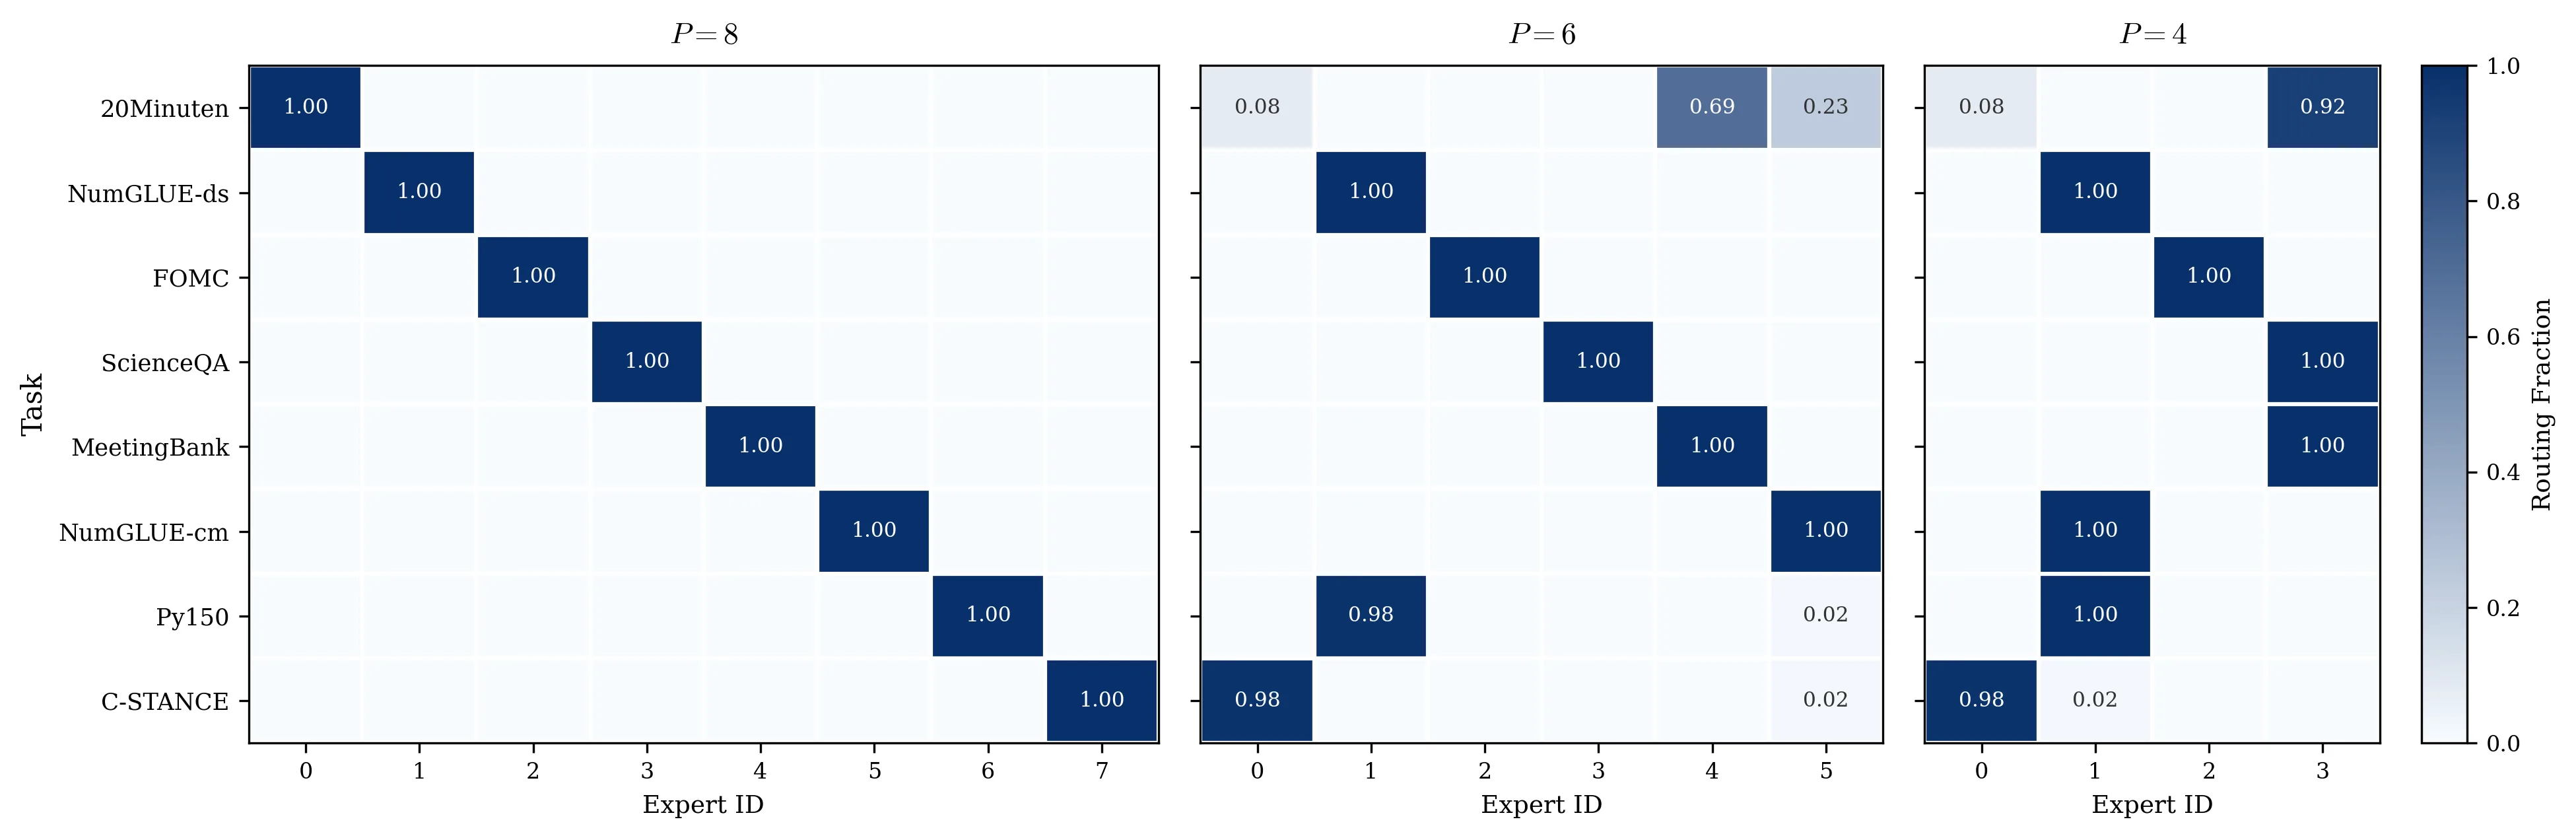 P = 8
P = 6
P = 4
Task
20Minuten
1.00
0.08
0.69
0.23
0.08
0.92
NumGLUE-ds
1.00
1.00
1.00
FOMC
1.00
1.00
1.00
ScienceQA
1.00
1.00
1.00
MeetingBank
1.00
1.00
1.00
NumGLUE-cm
1.00
1.00
1.00
Py150
1.00
0.98
0.02
1.00
C-STANCE
1.00
0.98
0.02
0.98
0.02
0 1 2 3 4 5 6 7
Expert ID
0 1 2 3 4 5
Expert ID
0 1 2 3
Expert ID
1.0
0.8
0.6
0.4
0.2
0.0
Routing Fraction